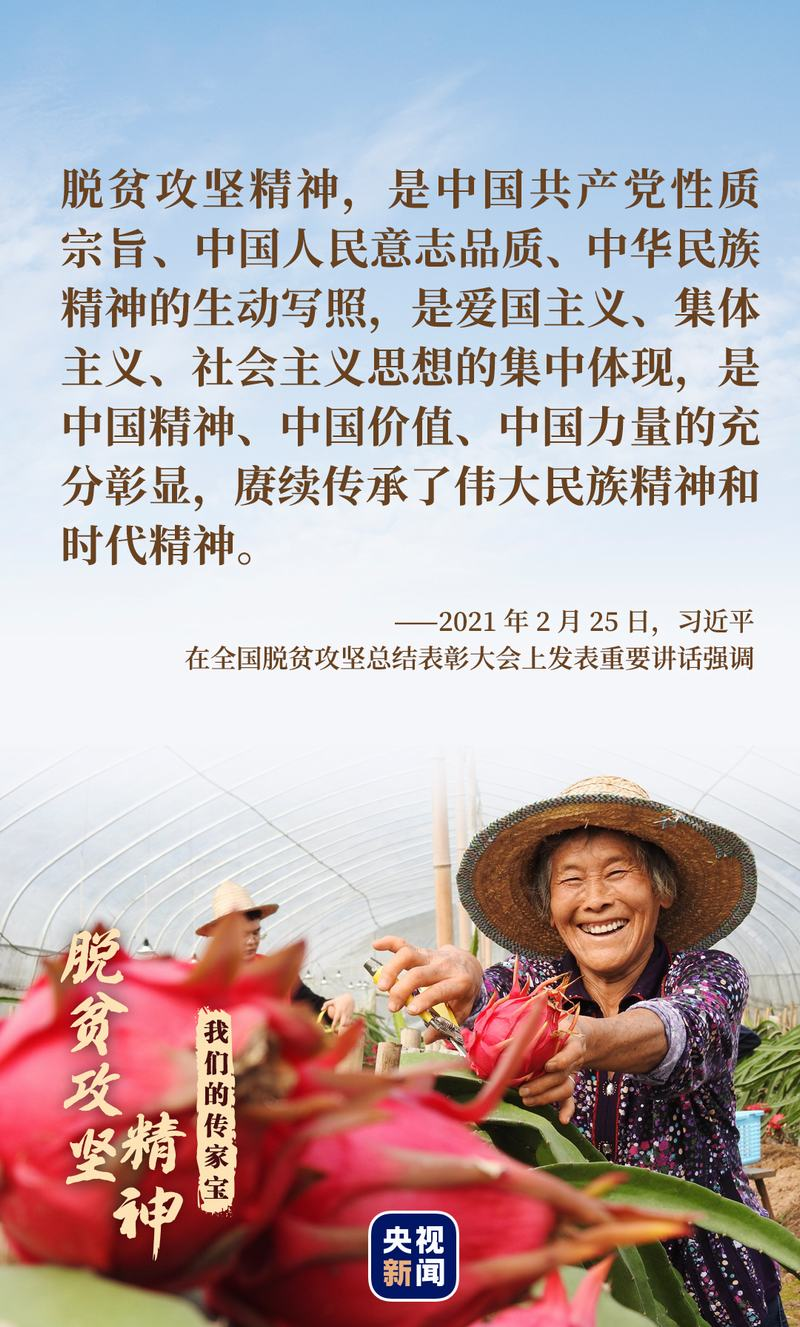 脱贫攻坚精神，是中国共产党性质
宗旨、中国人民意志品质、中华民族
精神的生动写照，是爱国主义、集体
主义、社会主义思想的集中体现，是
中国精神、中国价值、中国力量的充
分彰显，赓续传承了伟大民族精神和
时代精神。
——2021 年 2 月 25 日，习近平
在全国脱贫攻坚总结表彰大会上发表重要讲话强调
脱贫攻坚
精神
我们的传家宝
央视
新闻